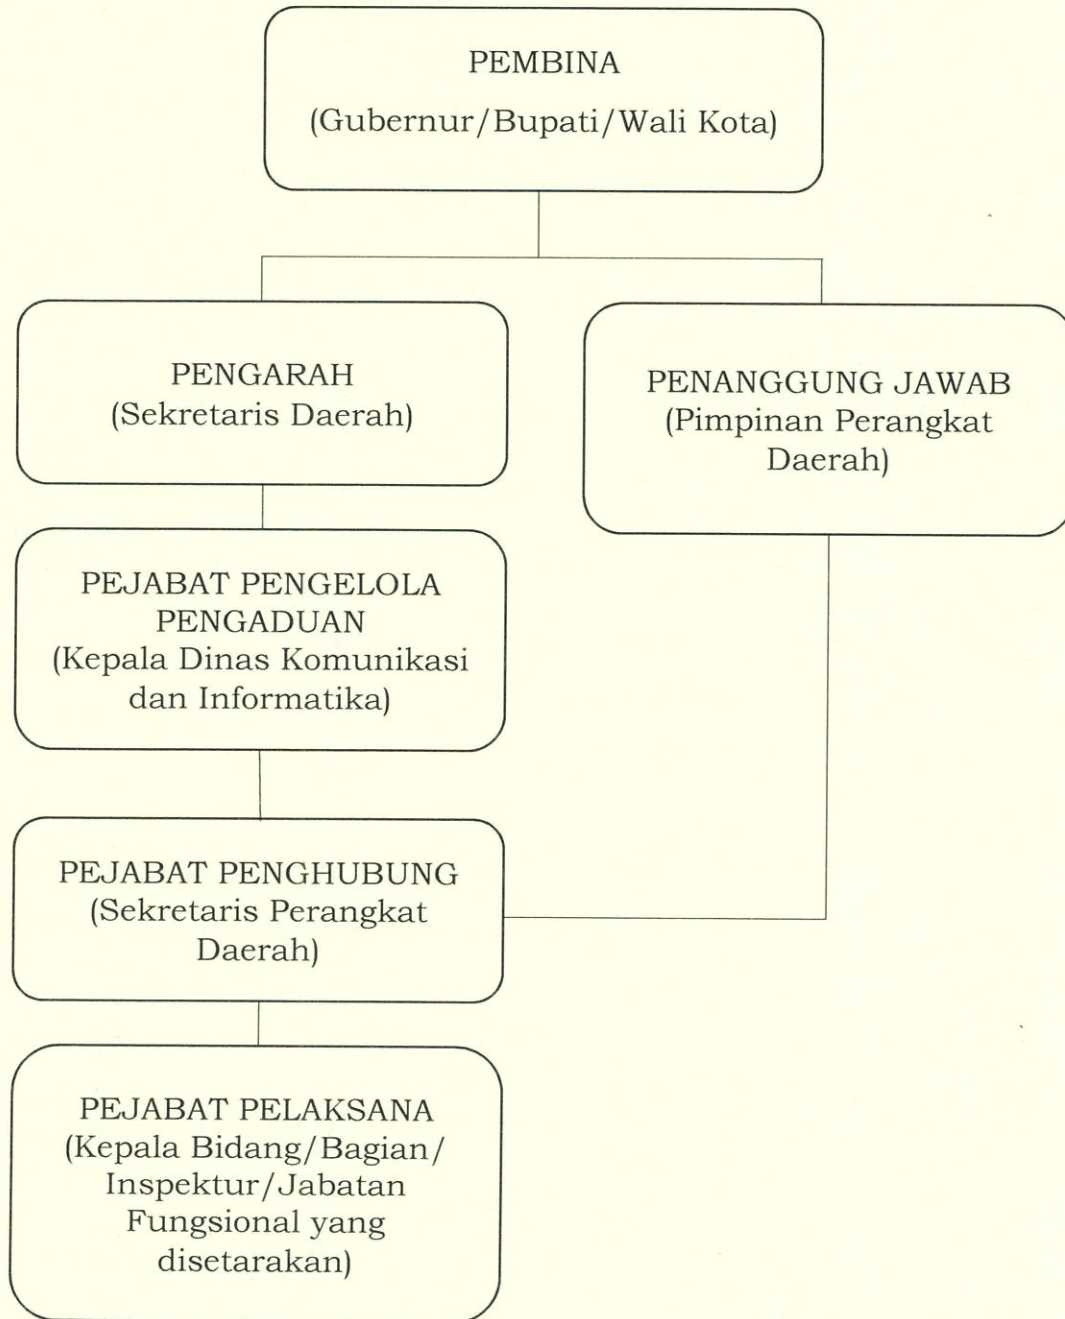 PEMBINA
(Gubernur/Bupati/Wali Kota)
PENGARAH
(Sekretaris Daerah)
PENANGGUNG JAWAB
(Pimpinan Perangkat
Daerah)
PEJABAT PENGELOLA
PENGADUAN
(Kepala Dinas Komunikasi
dan Informatika)
PEJABAT PENGHUBUNG
(Sekretaris Perangkat
Daerah)
PEJABAT PELAKSANA
(Kepala Bidang/Bagian/
Inspektur/Jabatan
Fungsional yang
disetarakan)